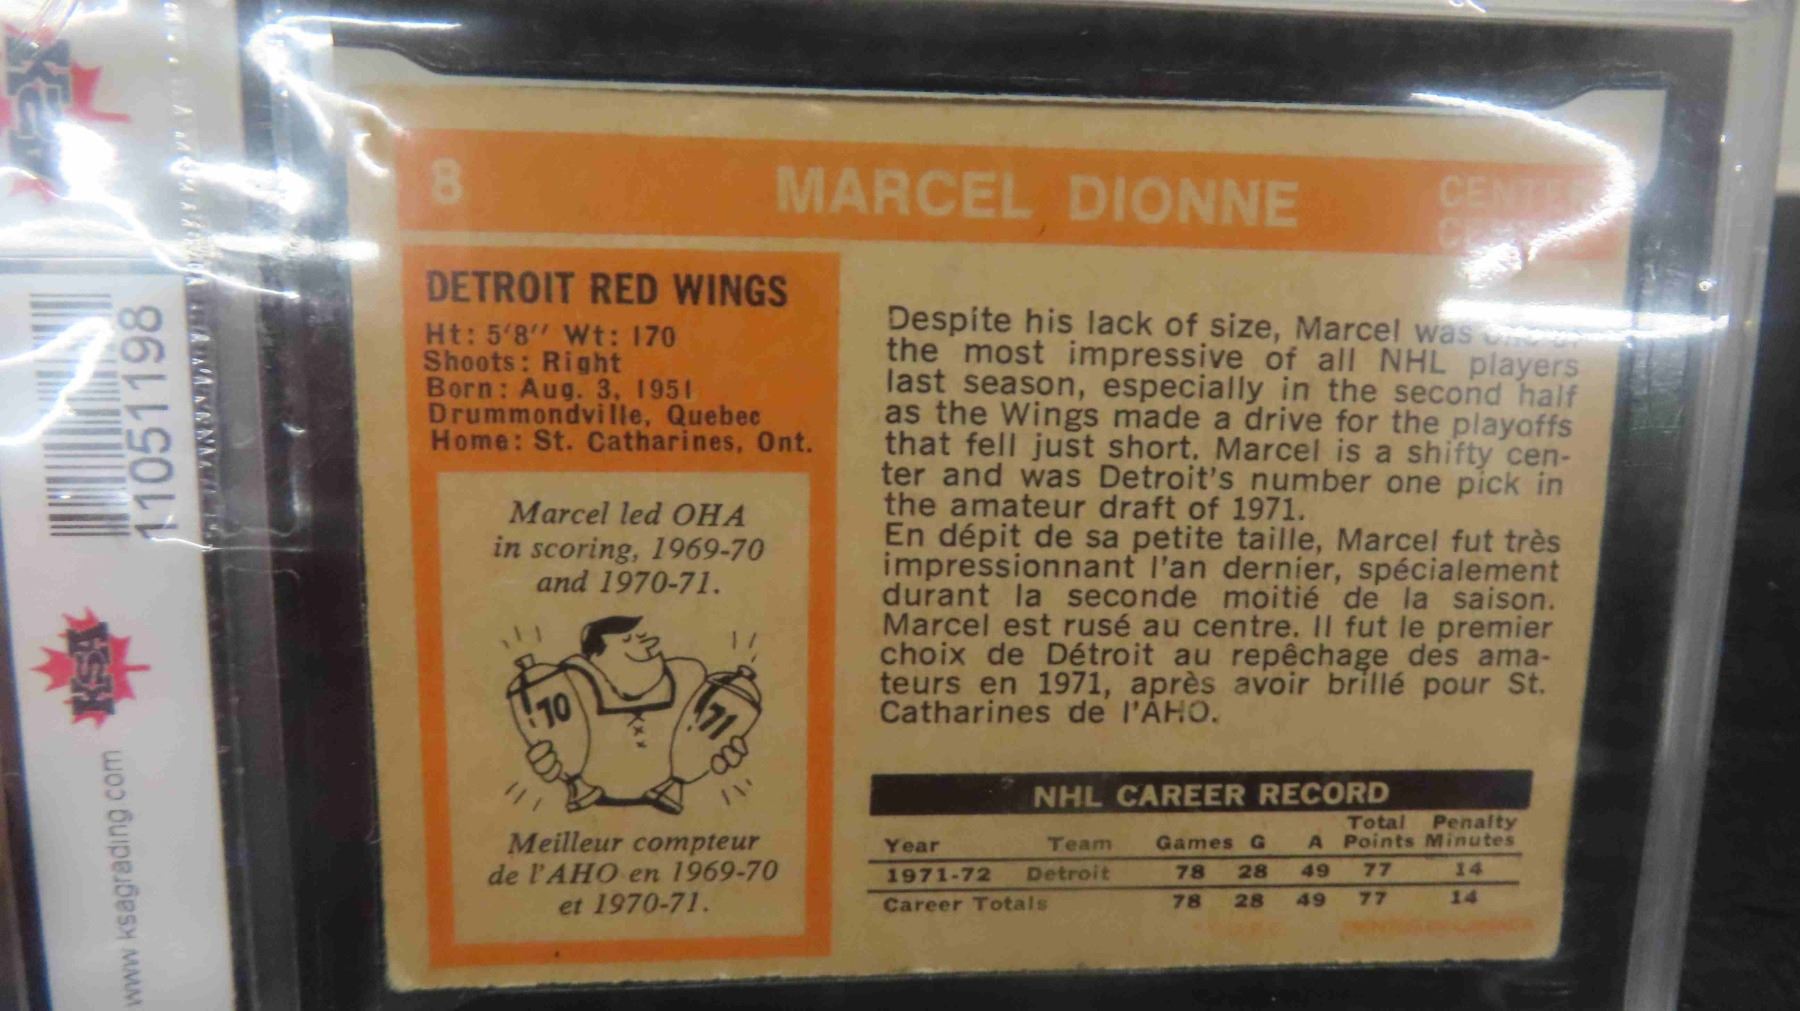 KSA
1105198
KSA
www.ksagrading.com
8 MARCEL DIONNE CENTER
DETROIT RED WINGS
Ht: 5'8'' Wt: 170
Shoots: Right
Born: Aug. 3, 1951
Drummondville, Quebec
Home: St. Catharines, Ont.
Marcel led OHA
in scoring, 1969-70
and 1970-71.
'70 '71
Meilleur compteur
de l'AHO en 1969-70
et 1970-71.
Despite his lack of size, Marcel was one of
the most impressive of all NHL players
last season, especially in the second half
as the Wings made a drive for the playoffs
that fell just short. Marcel is a shifty cen-
ter and was Detroit's number one pick in
the amateur draft of 1971.
En dépit de sa petite taille, Marcel fut très
impressionnant l'an dernier, spécialement
durant la seconde moitié de la saison.
Marcel est rusé au centre. Il fut le premier
choix de Détroit au repêchage des ama-
teurs en 1971, après avoir brillé pour St.
Catharines de l'AHO.
NHL CAREER RECORD
Year Team Games G A Total Points Penalty Minutes
1971-72 Detroit 78 28 49 77 14
Career Totals 78 28 49 77 14